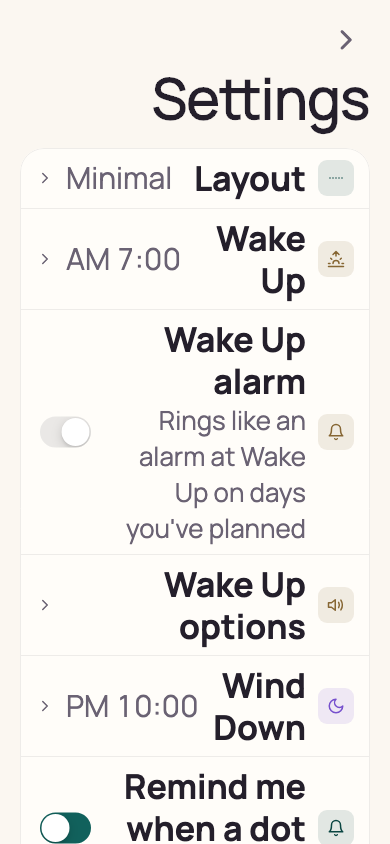 Settings
Layout
Minimal
Wake
Up
AM 7:00
Wake Up
alarm
Rings like an
alarm at Wake
Up on days
you've planned
Wake Up
options
Wind
Down
PM 10:00
Remind me
when a dot